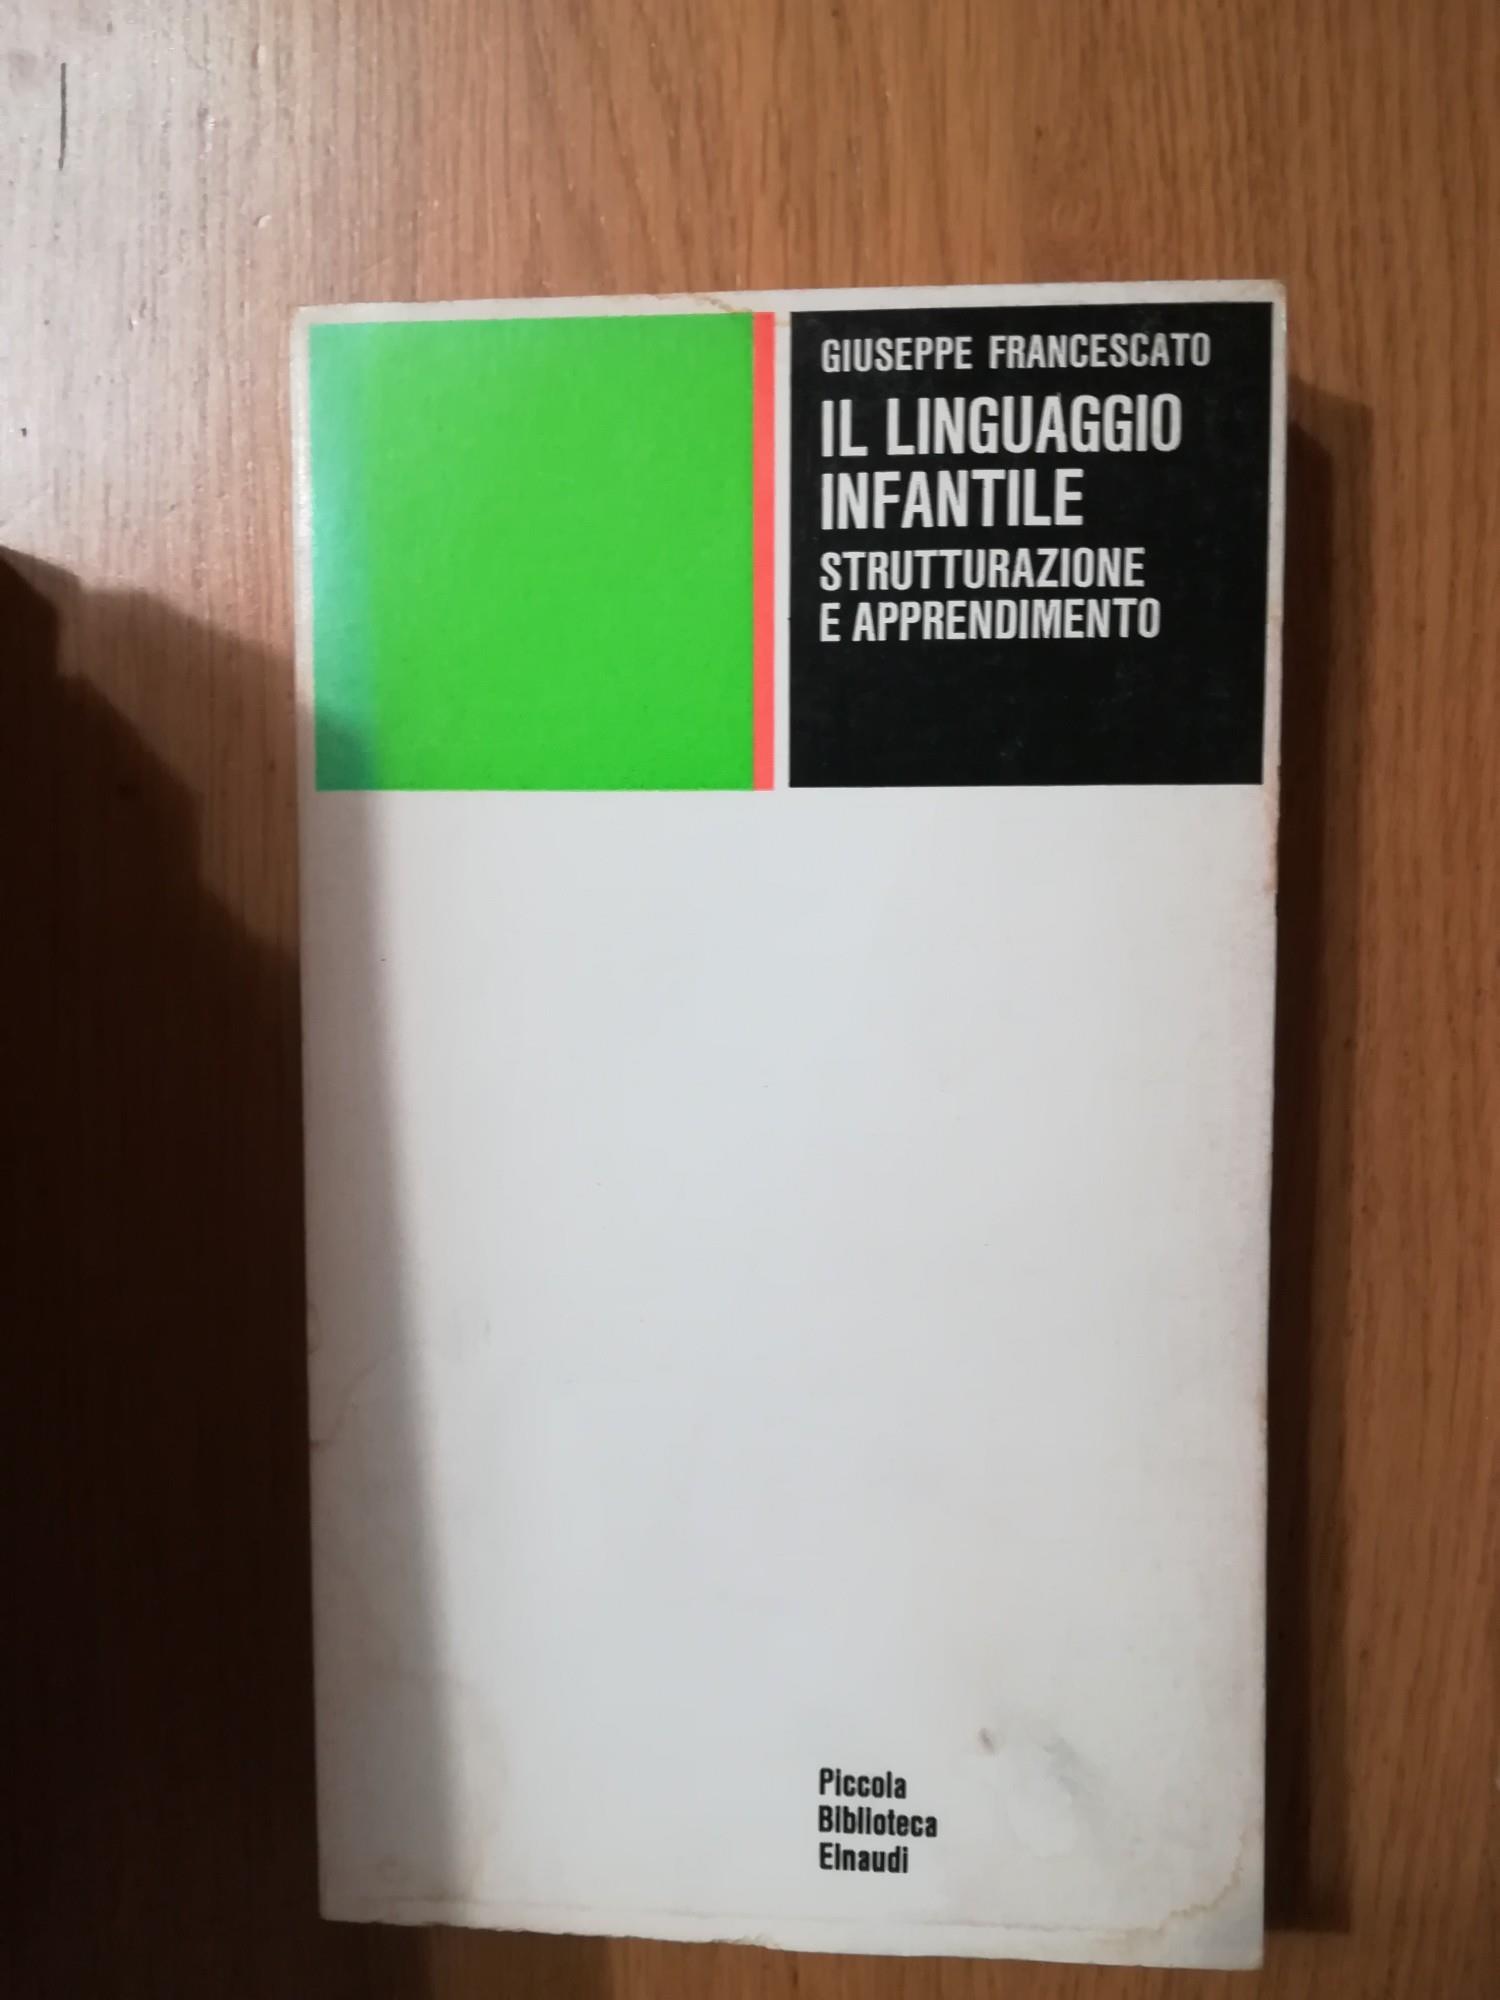 GIUSEPPE FRANCESCATO
IL LINGUAGGIO
INFANTILE
STRUTTURAZIONE
E APPRENDIMENTO
Piccola
Biblioteca
Einaudi